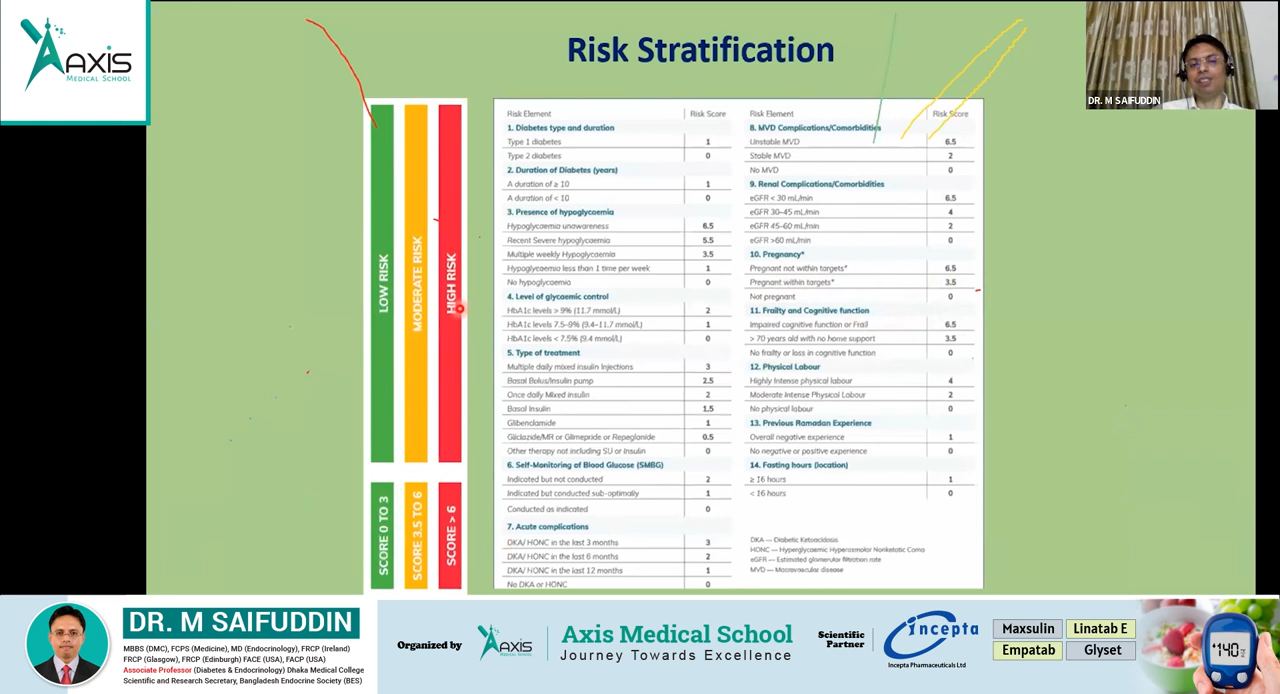 AXIS
MEDICAL SCHOOL
Risk Stratification
DR. M SAIFUDDIN
LOW RISK
MODERATE RISK
HIGH RISK
SCORE 0 TO 3
SCORE 3.5 TO 6
SCORE > 6
Risk Element Risk Score
1. Diabetes type and duration
Type 1 diabetes 1
Type 2 diabetes 0
2. Duration of Diabetes (years)
A duration of ≥ 10 1
A duration of < 10 0
3. Presence of hypoglycaemia
Hypoglycaemia unawareness 6.5
Recent Severe hypoglycaemia 5.5
Multiple weekly Hypoglycaemia 3.5
Hypoglycaemia less than 1 time per week 1
No hypoglycaemia 0
4. Level of glycaemic control
HbA1c levels > 9% (11.7 mmol/L) 2
HbA1c levels 7.5–9% (9.4–11.7 mmol/L) 1
HbA1c levels < 7.5% (9.4 mmol/L) 0
5. Type of treatment
Multiple daily mixed insulin Injections 3
Basal Bolus/Insulin pump 2.5
Once daily Mixed insulin 2
Basal Insulin 1.5
Glibenclamide 1
Gliclazide/MR or Glimepride or Repeglanide 0.5
Other therapy not including SU or Insulin 0
6. Self-Monitoring of Blood Glucose (SMBG)
Indicated but not conducted 2
Indicated but conducted sub-optimally 1
Conducted as indicated 0
7. Acute complications
DKA/ HONC in the last 3 months 3
DKA/ HONC in the last 6 months 2
DKA/ HONC in the last 12 months 1
No DKA or HONC 0
Risk Element Risk Score
8. MVD Complications/Comorbidities
Unstable MVD 6.5
Stable MVD 2
No MVD 0
9. Renal Complications/Comorbidities
eGFR < 30 mL/min 6.5
eGFR 30–45 mL/min 4
eGFR 45-60 mL/min 2
eGFR >60 mL/min 0
10. Pregnancy*
Pregnant not within targets* 6.5
Pregnant within targets* 3.5
Not pregnant 0
11. Frailty and Cognitive function
Impaired cognitive function or Frail 6.5
> 70 years old with no home support 3.5
No frailty or loss in cognitive function 0
12. Physical Labour
Highly Intense physical labour 4
Moderate Intense Physical Labour 2
No physical labour 0
13. Previous Ramadan Experience
Overall negative experience 1
No negative or positive experience 0
14. Fasting hours (location)
≥ 16 hours 1
< 16 hours 0
DKA — Diabetic Ketoacidosis
HONC — Hyperglycaemic Hyperosmolar Nonketotic Coma
eGFR — Estimated glomerular filtration rate
MVD — Macrovascular disease
DR. M SAIFUDDIN
MBBS (DMC), FCPS (Medicine), MD (Endocrinology), FRCP (Ireland)
FRCP (Glasgow), FRCP (Edinburgh) FACE (USA), FACP (USA)
Associate Professor (Diabetes & Endocrinology) Dhaka Medical College
Scientific and Research Secretary, Bangladesh Endocrine Society (BES)
Organized by
AXIS
MEDICAL SCHOOL
Axis Medical School
Journey Towards Excellence
Scientific
Partner
incepta
Incepta Pharmaceuticals Ltd
Maxsulin Linatab E
Empatab Glyset
140